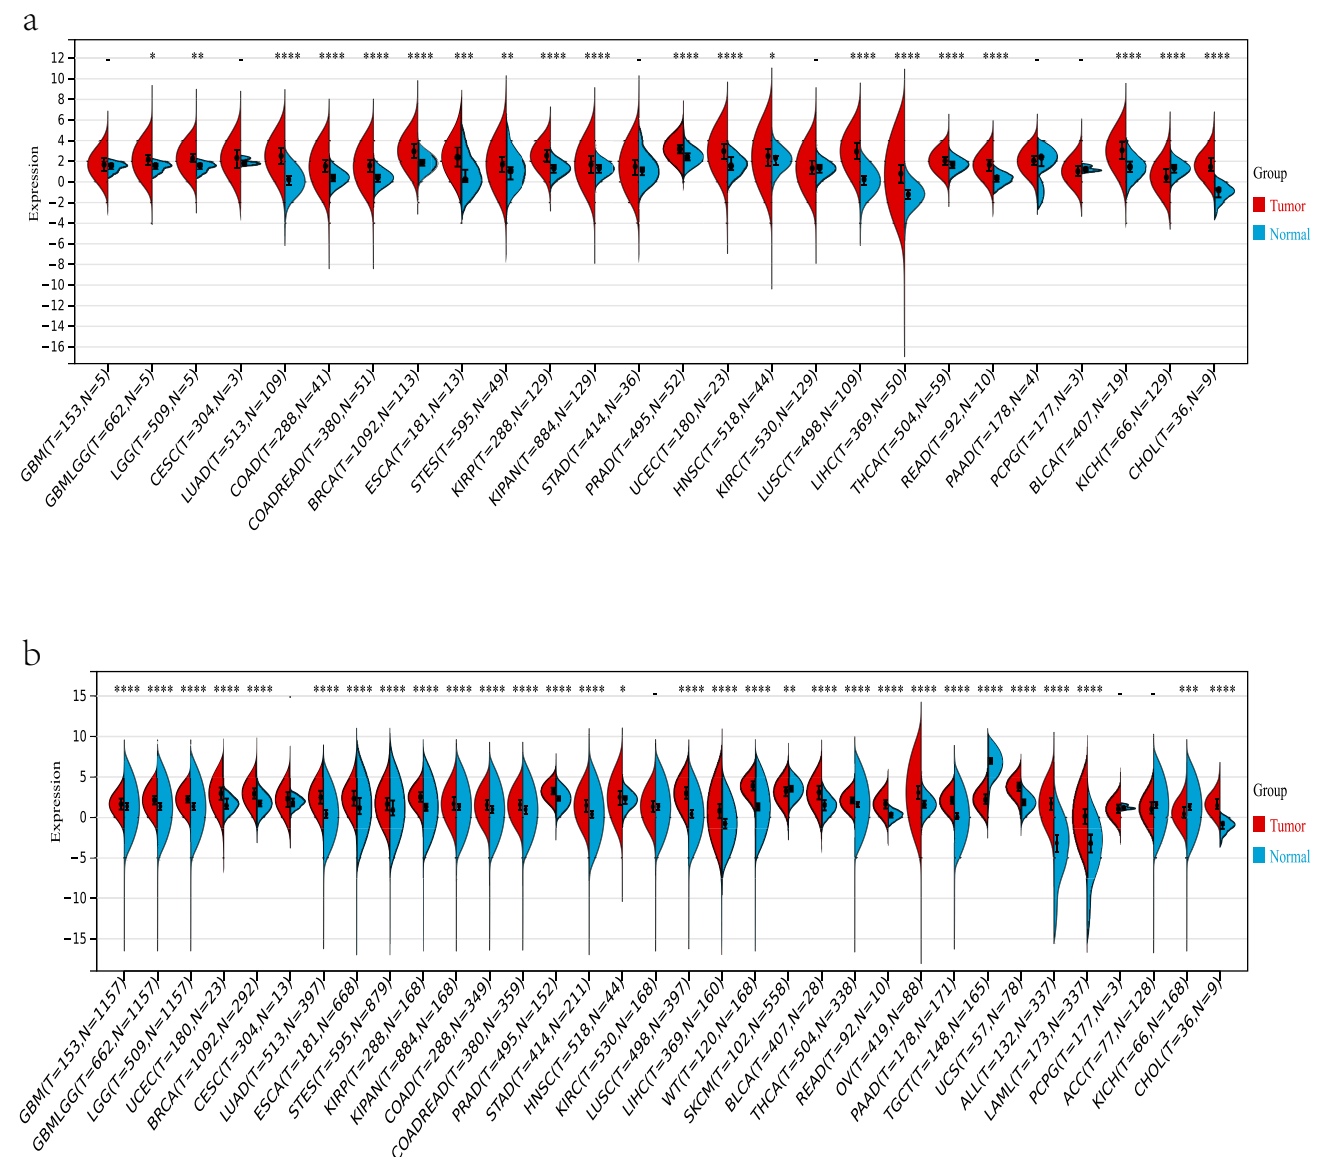 a
- * ** - **** **** **** **** *** ** **** **** - **** **** * - **** **** **** **** - - **** **** ****
12
10
8
6
4
2
0
−2
−4
−6
−8
−10
−12
−14
−16
Expression
Group
Tumor
Normal
GBM(T=153,N=5)
GBMLGG(T=662,N=5)
LGG(T=509,N=5)
CESC(T=304,N=3)
LUAD(T=513,N=109)
COAD(T=288,N=41)
COADREAD(T=380,N=51)
BRCA(T=1092,N=113)
ESCA(T=181,N=13)
STES(T=595,N=49)
KIRP(T=288,N=129)
KIPAN(T=884,N=129)
STAD(T=414,N=36)
PRAD(T=495,N=52)
UCEC(T=180,N=23)
HNSC(T=518,N=44)
KIRC(T=530,N=129)
LUSC(T=498,N=109)
LIHC(T=369,N=50)
THCA(T=504,N=59)
READ(T=92,N=10)
PAAD(T=178,N=4)
PCPG(T=177,N=3)
BLCA(T=407,N=19)
KICH(T=66,N=129)
CHOL(T=36,N=9)
b
**** **** **** **** **** - **** **** **** **** **** **** **** **** **** * - **** **** **** ** **** **** **** **** **** **** **** **** **** - - *** ****
15
10
5
0
−5
−10
−15
Expression
Group
Tumor
Normal
GBM(T=153,N=1157)
GBMLGG(T=662,N=1157)
LGG(T=509,N=1157)
UCEC(T=180,N=23)
BRCA(T=1092,N=292)
CESC(T=304,N=13)
LUAD(T=513,N=397)
ESCA(T=181,N=668)
STES(T=595,N=879)
KIRP(T=288,N=168)
KIPAN(T=884,N=168)
COAD(T=288,N=349)
COADREAD(T=380,N=359)
PRAD(T=495,N=152)
STAD(T=414,N=211)
HNSC(T=518,N=44)
KIRC(T=530,N=168)
LUSC(T=498,N=397)
LIHC(T=369,N=160)
WT(T=120,N=168)
SKCM(T=102,N=558)
BLCA(T=407,N=28)
THCA(T=504,N=338)
READ(T=92,N=10)
OV(T=419,N=88)
PAAD(T=178,N=171)
TGCT(T=148,N=165)
UCS(T=57,N=78)
ALL(T=132,N=337)
LAML(T=173,N=337)
PCPG(T=177,N=3)
ACC(T=77,N=128)
KICH(T=66,N=168)
CHOL(T=36,N=9)